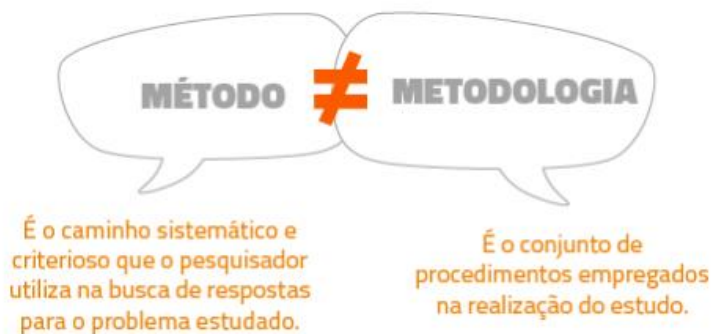 MÉTODO ≠ METODOLOGIA
É o caminho sistemático e
criterioso que o pesquisador
utiliza na busca de respostas
para o problema estudado.
É o conjunto de
procedimentos empregados
na realização do estudo.